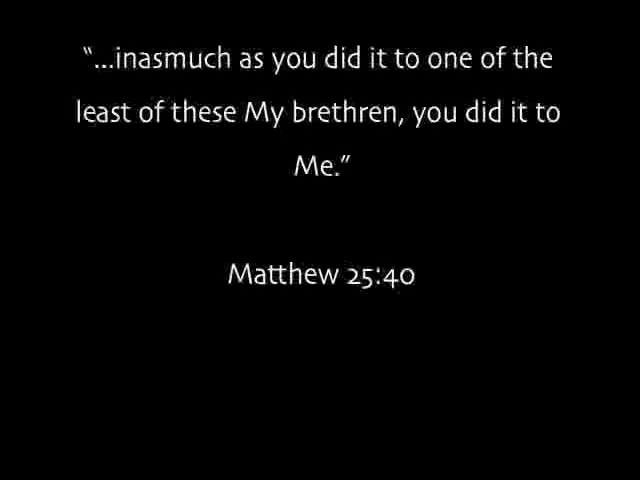 “...inasmuch as you did it to one of the
least of these My brethren, you did it to
Me.”
Matthew 25:40